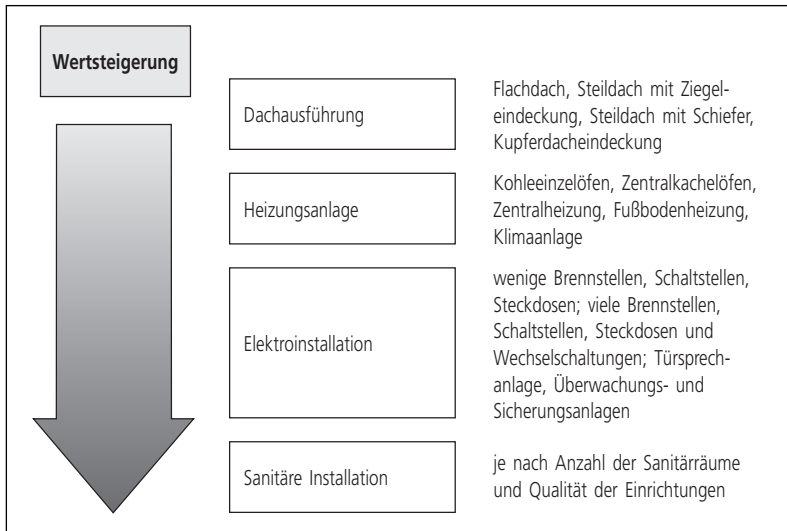 Wertsteigerung
Dachausführung
Flachdach, Steildach mit Ziegel-
eindeckung, Steildach mit Schiefer,
Kupferdacheindeckung
Heizungsanlage
Kohleeinzelöfen, Zentralkachelöfen,
Zentralheizung, Fußbodenheizung,
Klimaanlage
Elektroinstallation
wenige Brennstellen, Schaltstellen,
Steckdosen; viele Brennstellen,
Schaltstellen, Steckdosen und
Wechselschaltungen; Türsprech-
anlage, Überwachungs- und
Sicherungsanlagen
Sanitäre Installation
je nach Anzahl der Sanitärräume
und Qualität der Einrichtungen